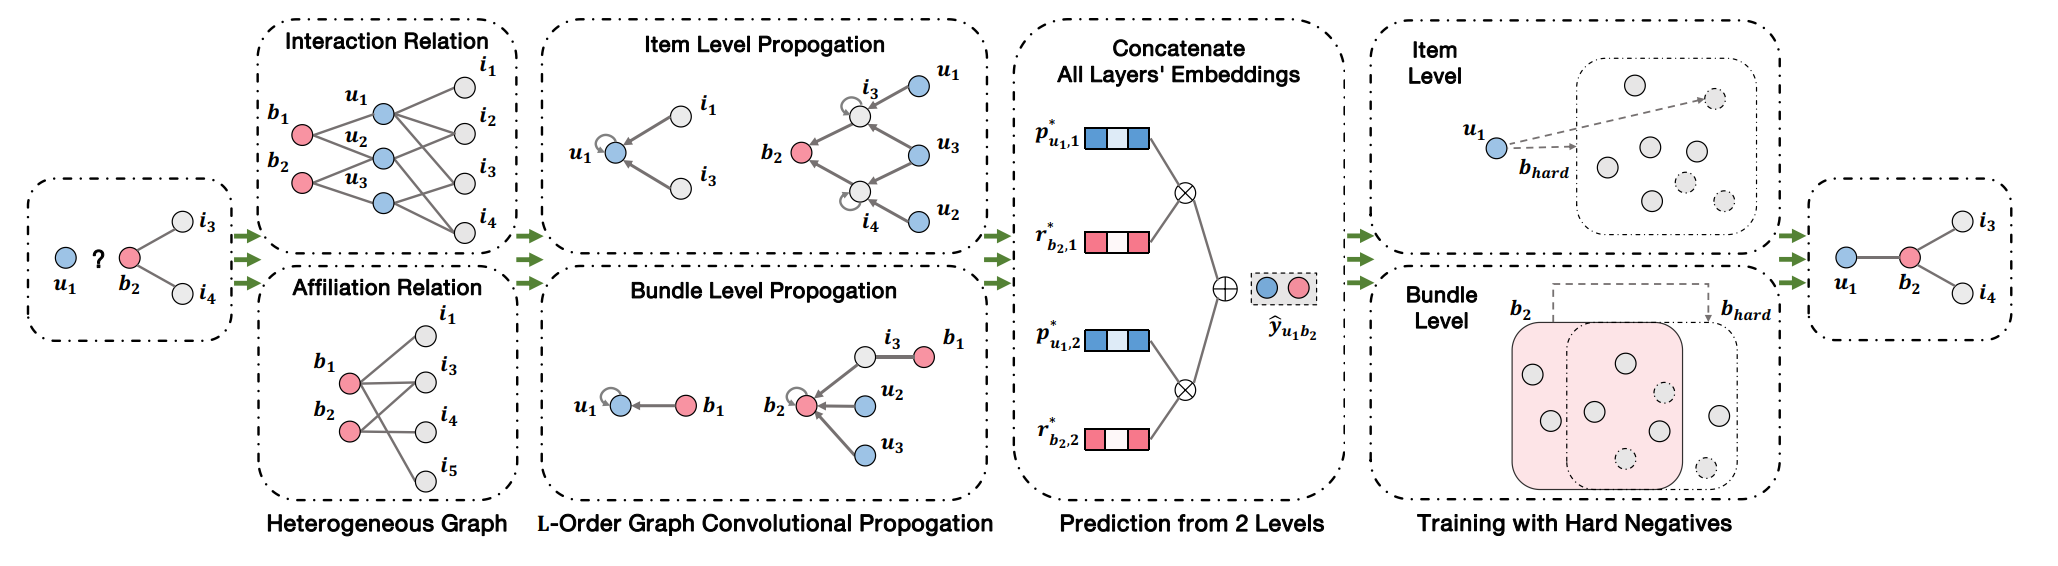 u1 ? b2 i3 i4
Interaction Relation
b1 b2 u1 u2 u3 i1 i2 i3 i4
Affiliation Relation
b1 b2 i1 i3 i4 i5
Heterogeneous Graph
Item Level Propogation
u1 i1 i3
b2 i3 i4 u1 u3 u2
Bundle Level Propogation
u1 b1
b2 i3 b1 u2 u3
L-Order Graph Convolutional Propogation
Concatenate
All Layers' Embeddings
p*u1,1
r*b2,1
p*u1,2
r*b2,2
ŷu1b2
Prediction from 2 Levels
Item
Level
u1
bhard
Bundle
Level
b2
bhard
Training with Hard Negatives
u1 b2 i3 i4